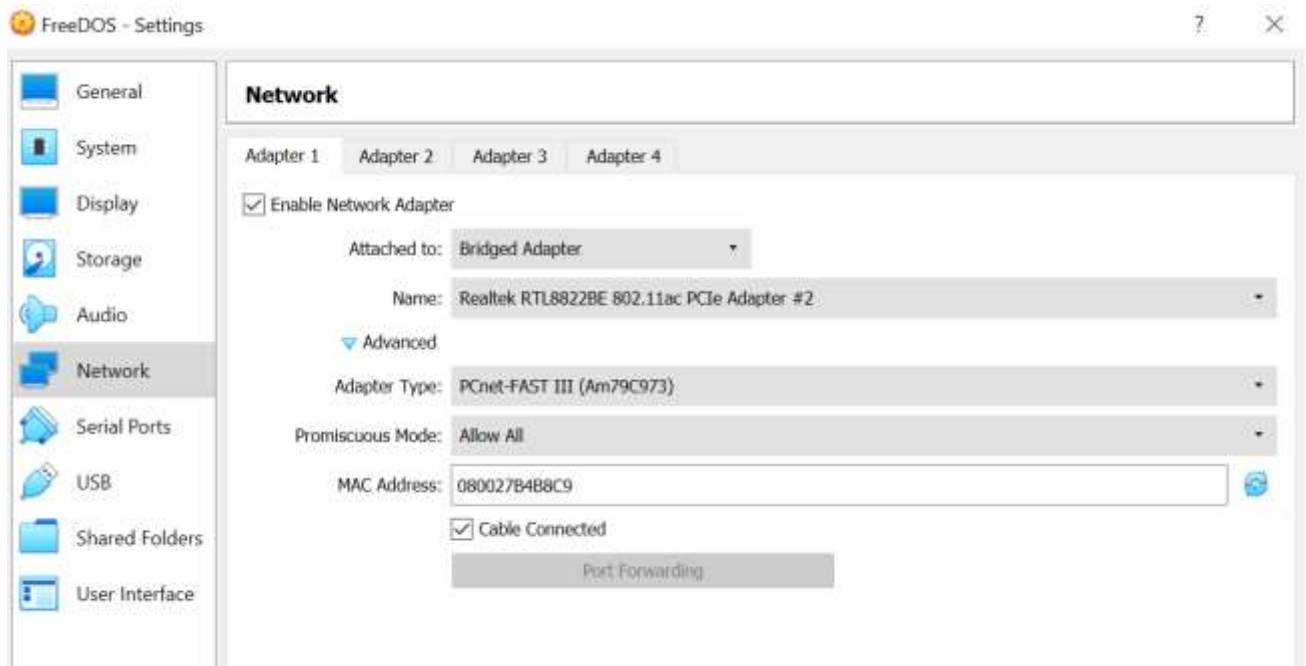 FreeDOS - Settings
?
General
System
Display
Storage
Audio
Network
Serial Ports
USB
Shared Folders
User Interface
Network
Adapter 1 Adapter 2 Adapter 3 Adapter 4
Enable Network Adapter
Attached to: Bridged Adapter
Name: Realtek RTL8822BE 802.11ac PCIe Adapter #2
Advanced
Adapter Type: PCnet-FAST III (Am79C973)
Promiscuous Mode: Allow All
MAC Address: 080027B4B8C9
Cable Connected
Port Forwarding